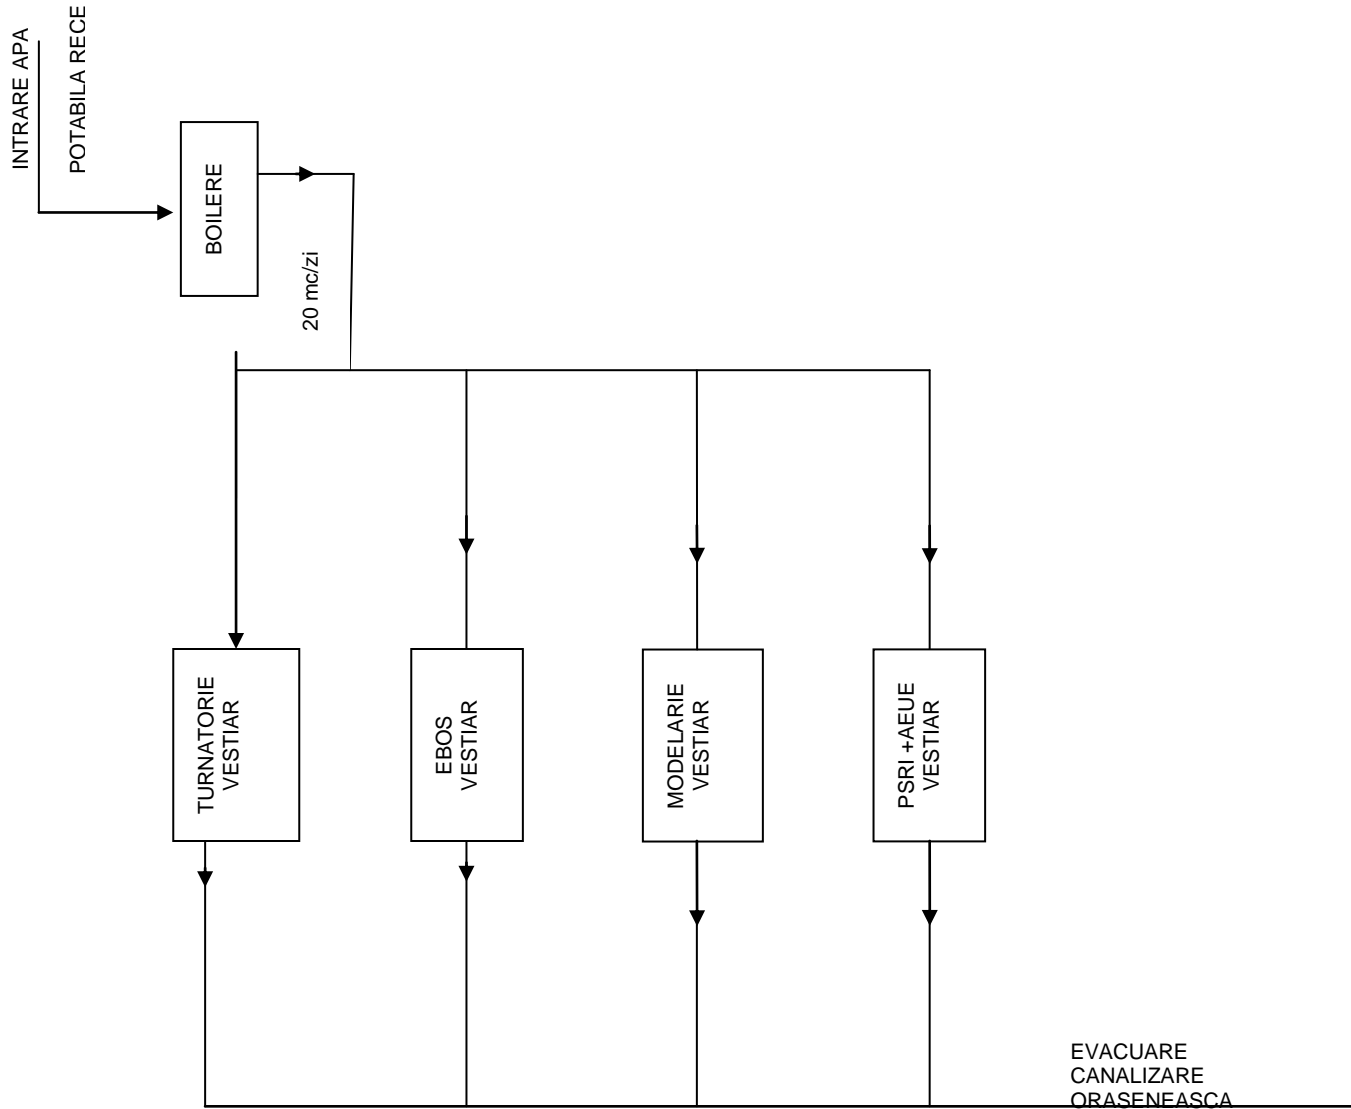 INTRARE APA
POTABILA RECE
BOILERE
20 mc/zi
TURNATORIE
VESTIAR
EBOS
VESTIAR
MODELARIE
VESTIAR
PSRI +AEUE
VESTIAR
EVACUARE
CANALIZARE
ORASENEASCA